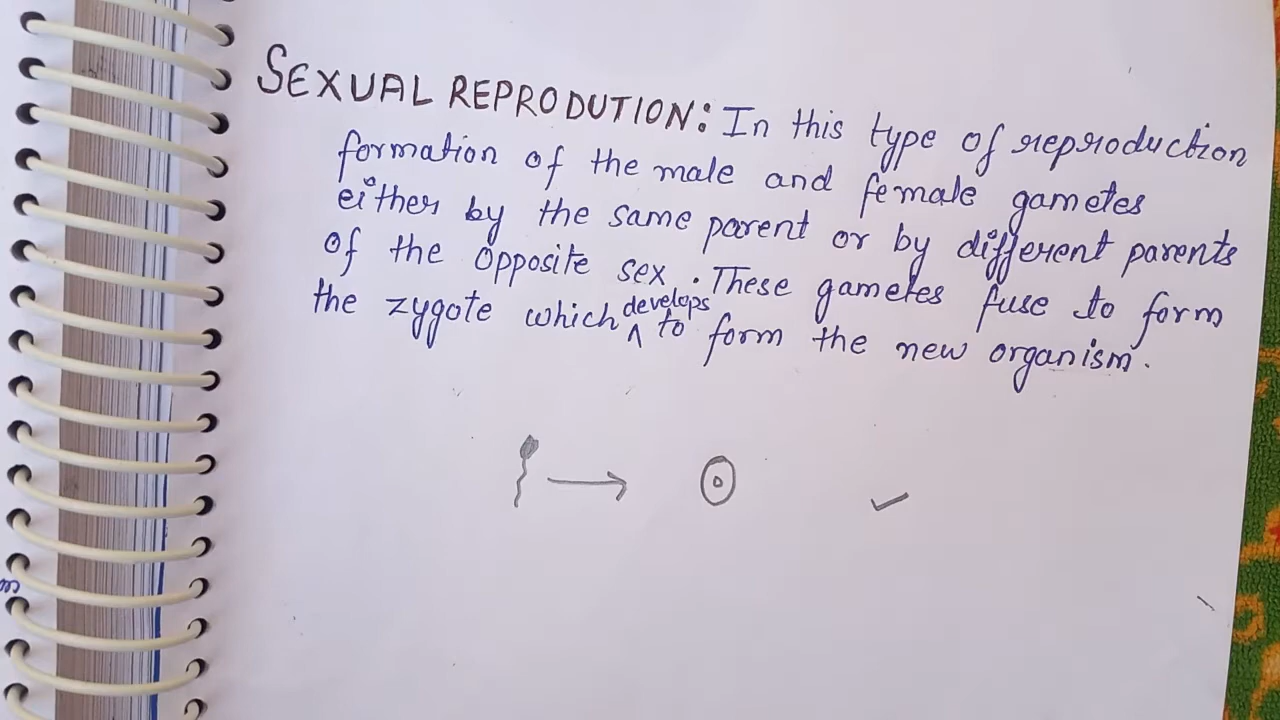 SEXUAL REPRODUTION: In this type of reproduction
formation of the male and female gametes
either by the same parent or by different parents
of the opposite sex. These gametes fuse to form
the zygote which develops to form the new organism.